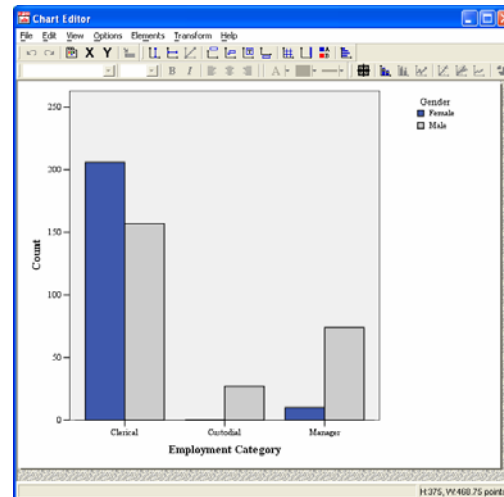 Chart Editor
File Edit View Options Elements Transform Help
X Y
B I A
Gender
Female
Male
250
200
150
100
50
0
Count
Clerical Custodial Manager
Employment Category
H:375, W:468.75 points